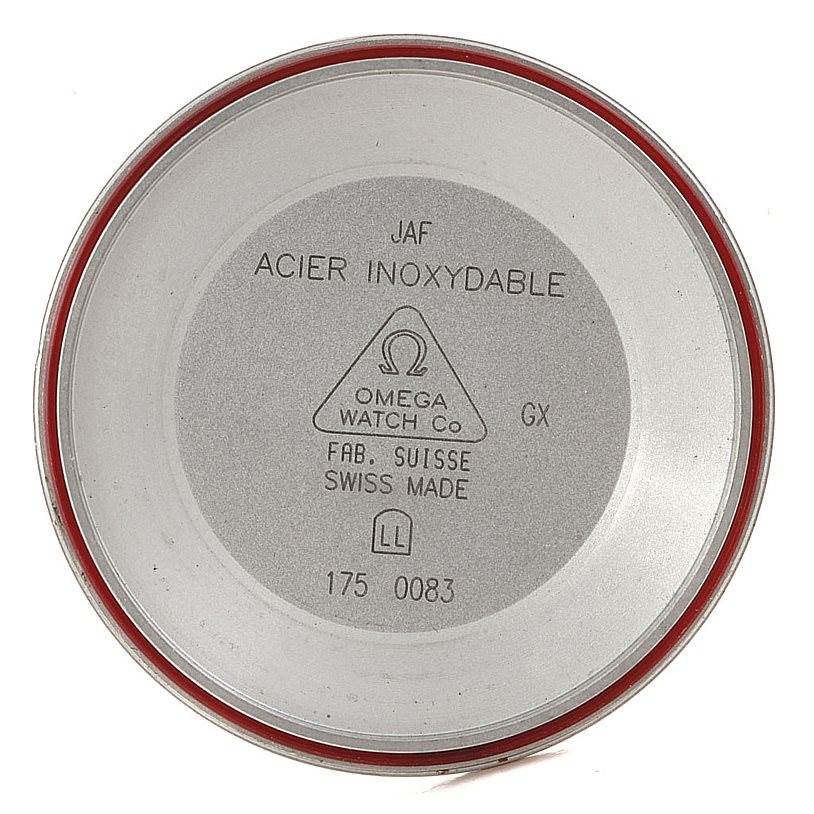 JAF
ACIER INOXYDABLE
Ω
OMEGA
WATCH Co
GX
FAB. SUISSE
SWISS MADE
LL
175 0083